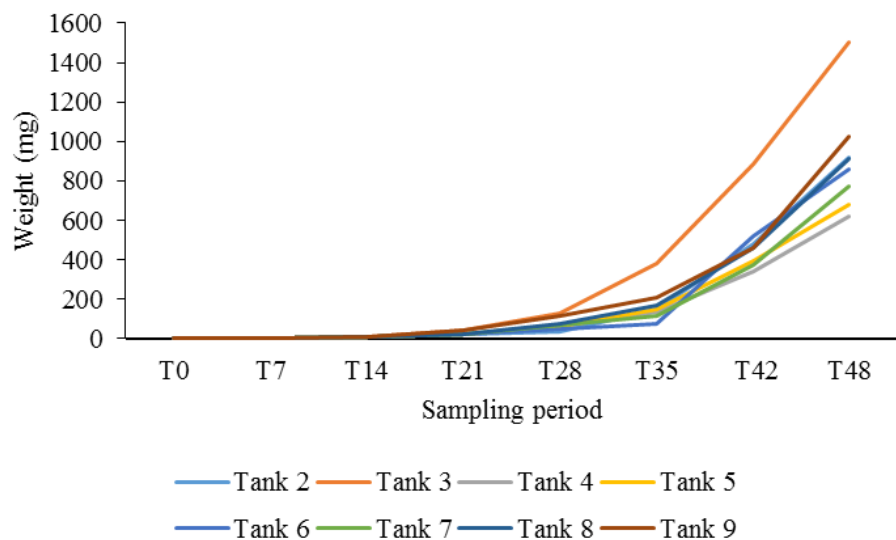 1600
1400
1200
1000
800
600
400
200
0
Weight (mg)
T0 T7 T14 T21 T28 T35 T42 T48
Sampling period
Tank 2 Tank 3 Tank 4 Tank 5
Tank 6 Tank 7 Tank 8 Tank 9